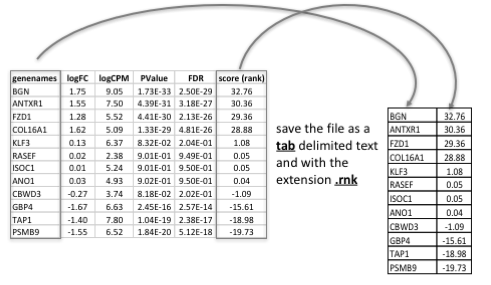 genenames logFC logCPM PValue FDR score (rank)
BGN 1.75 9.05 1.73E-33 2.50E-29 32.76
ANTXR1 1.55 7.50 4.39E-31 3.18E-27 30.36
FZD1 1.28 5.52 4.41E-30 2.13E-26 29.36
COL16A1 1.62 5.09 1.33E-29 4.81E-26 28.88
KLF3 0.13 6.37 8.32E-02 2.04E-01 1.08
RASEF 0.02 2.38 9.01E-01 9.49E-01 0.05
ISOC1 0.01 5.24 9.01E-01 9.50E-01 0.05
ANO1 0.03 4.93 9.02E-01 9.50E-01 0.04
CBWD3 -0.27 3.74 8.18E-02 2.02E-01 -1.09
GBP4 -1.67 6.63 2.45E-16 2.57E-14 -15.61
TAP1 -1.40 7.80 1.04E-19 2.38E-17 -18.98
PSMB9 -1.55 6.52 1.84E-20 5.12E-18 -19.73
save the file as a
tab delimited text
and with the
extension .rnk
BGN 32.76
ANTXR1 30.36
FZD1 29.36
COL16A1 28.88
KLF3 1.08
RASEF 0.05
ISOC1 0.05
ANO1 0.04
CBWD3 -1.09
GBP4 -15.61
TAP1 -18.98
PSMB9 -19.73